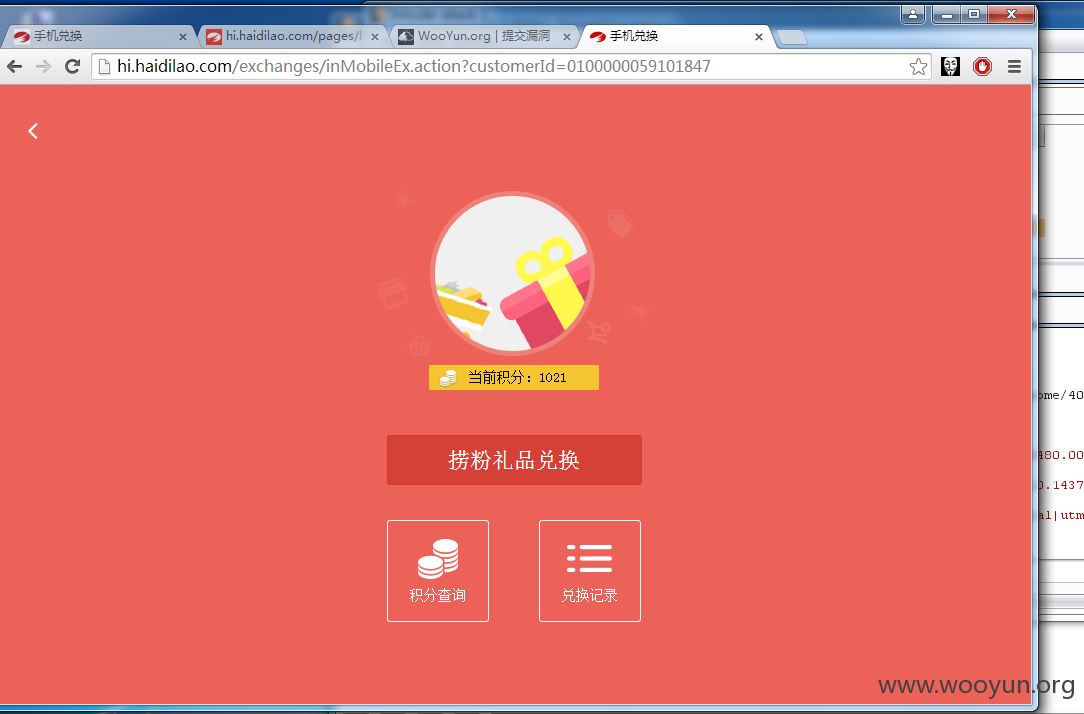 手机兑换
hi.haidilao.com/pages/
WooYun.org | 提交漏洞
手机兑换
hi.haidilao.com/exchanges/inMobileEx.action?customerId=0100000059101847
当前积分：1021
捞粉礼品兑换
积分查询
兑换记录
ome/40
480.00
0.1437
al|utm
www.wooyun.org